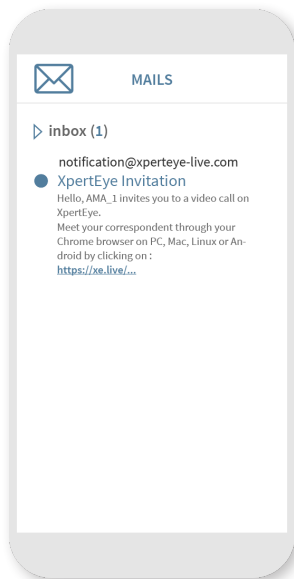 MAILS
inbox (1)
notification@xperteye-live.com
XpertEye Invitation
Hello, AMA_1 invites you to a video call on
XpertEye.
Meet your correspondent through your
Chrome browser on PC, Mac, Linux or An-
droid by clicking on :
https://xe.live/...